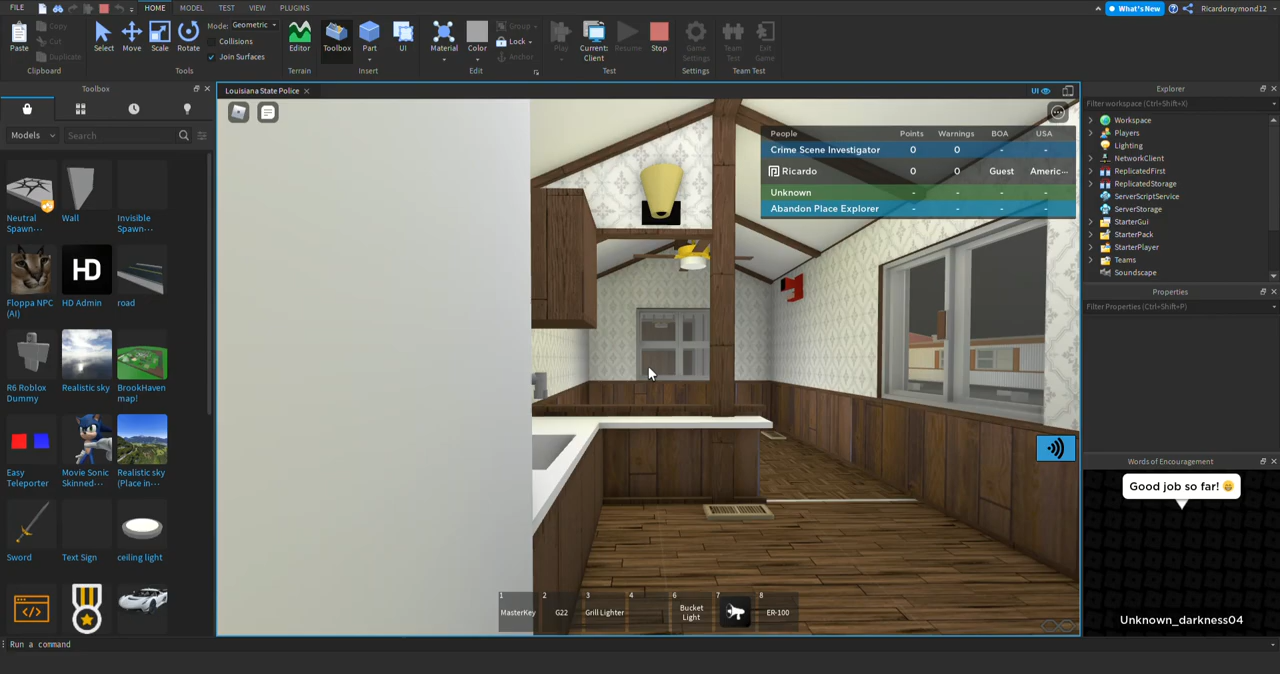 FILE HOME MODEL TEST VIEW PLUGINS What's New Ricardoraymond12
Paste Copy Cut Duplicate Select Move Scale Rotate Mode: Geometric Collisions Join Surfaces Editor Toolbox Part UI Material Color Group Lock Anchor Play Current: Client Resume Stop Game Settings Team Test Exit Game
Clipboard Tools Terrain Insert Edit Test Settings Team Test
Toolbox
Louisiana State Police
UI
Explorer
Filter workspace (Ctrl+Shift+X)
Models Search
Neutral Spawn···
Wall
Invisible Spawn···
Floppa NPC (AI)
HD
HD Admin
road
R6 Roblox Dummy
Realistic sky
BrookHaven map!
Easy Teleporter
Movie Sonic Skinned···
Realistic sky (Place in···
Sword
Text Sign
ceiling light
People Points Warnings BOA USA
Crime Scene Investigator 0 0 - -
Ricardo 0 0 Guest Americ···
Unknown - - - -
Abandon Place Explorer - - - -
1 MasterKey
2 G22
3 Grill Lighter
4
6 Bucket Light
7
8 ER-100
Workspace
Players
Lighting
NetworkClient
ReplicatedFirst
ReplicatedStorage
ServerScriptService
ServerStorage
StarterGui
StarterPack
StarterPlayer
Teams
Soundscape
Properties
Filter Properties (Ctrl+Shift+P)
Words of Encouragement
Good job so far! 😄
Unknown_darkness04
Run a command